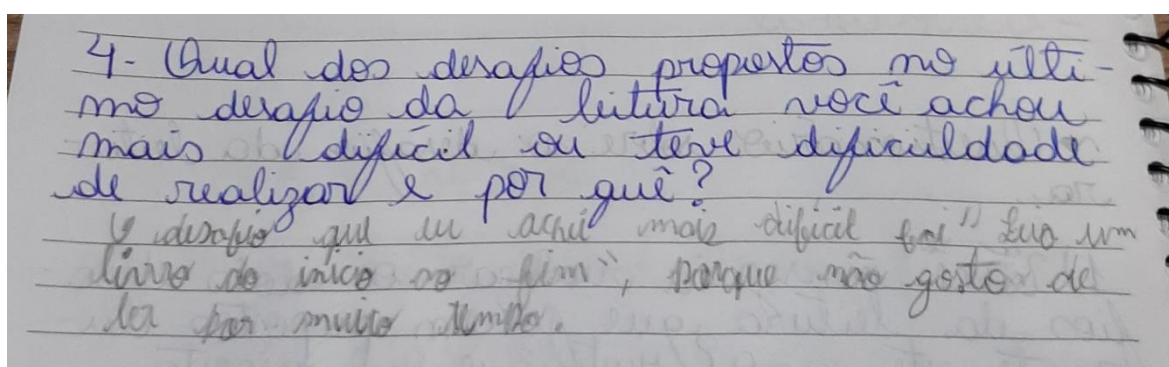 4- Qual dos desafios propostos no últi-
mo desafio da leitura você achou
mais difícil ou teve dificuldade
de realizar e por quê?
O desafio que eu achei mais difícil foi "Leia um
livro do início ao fim", porque não gosto de
ler por muito tempo.